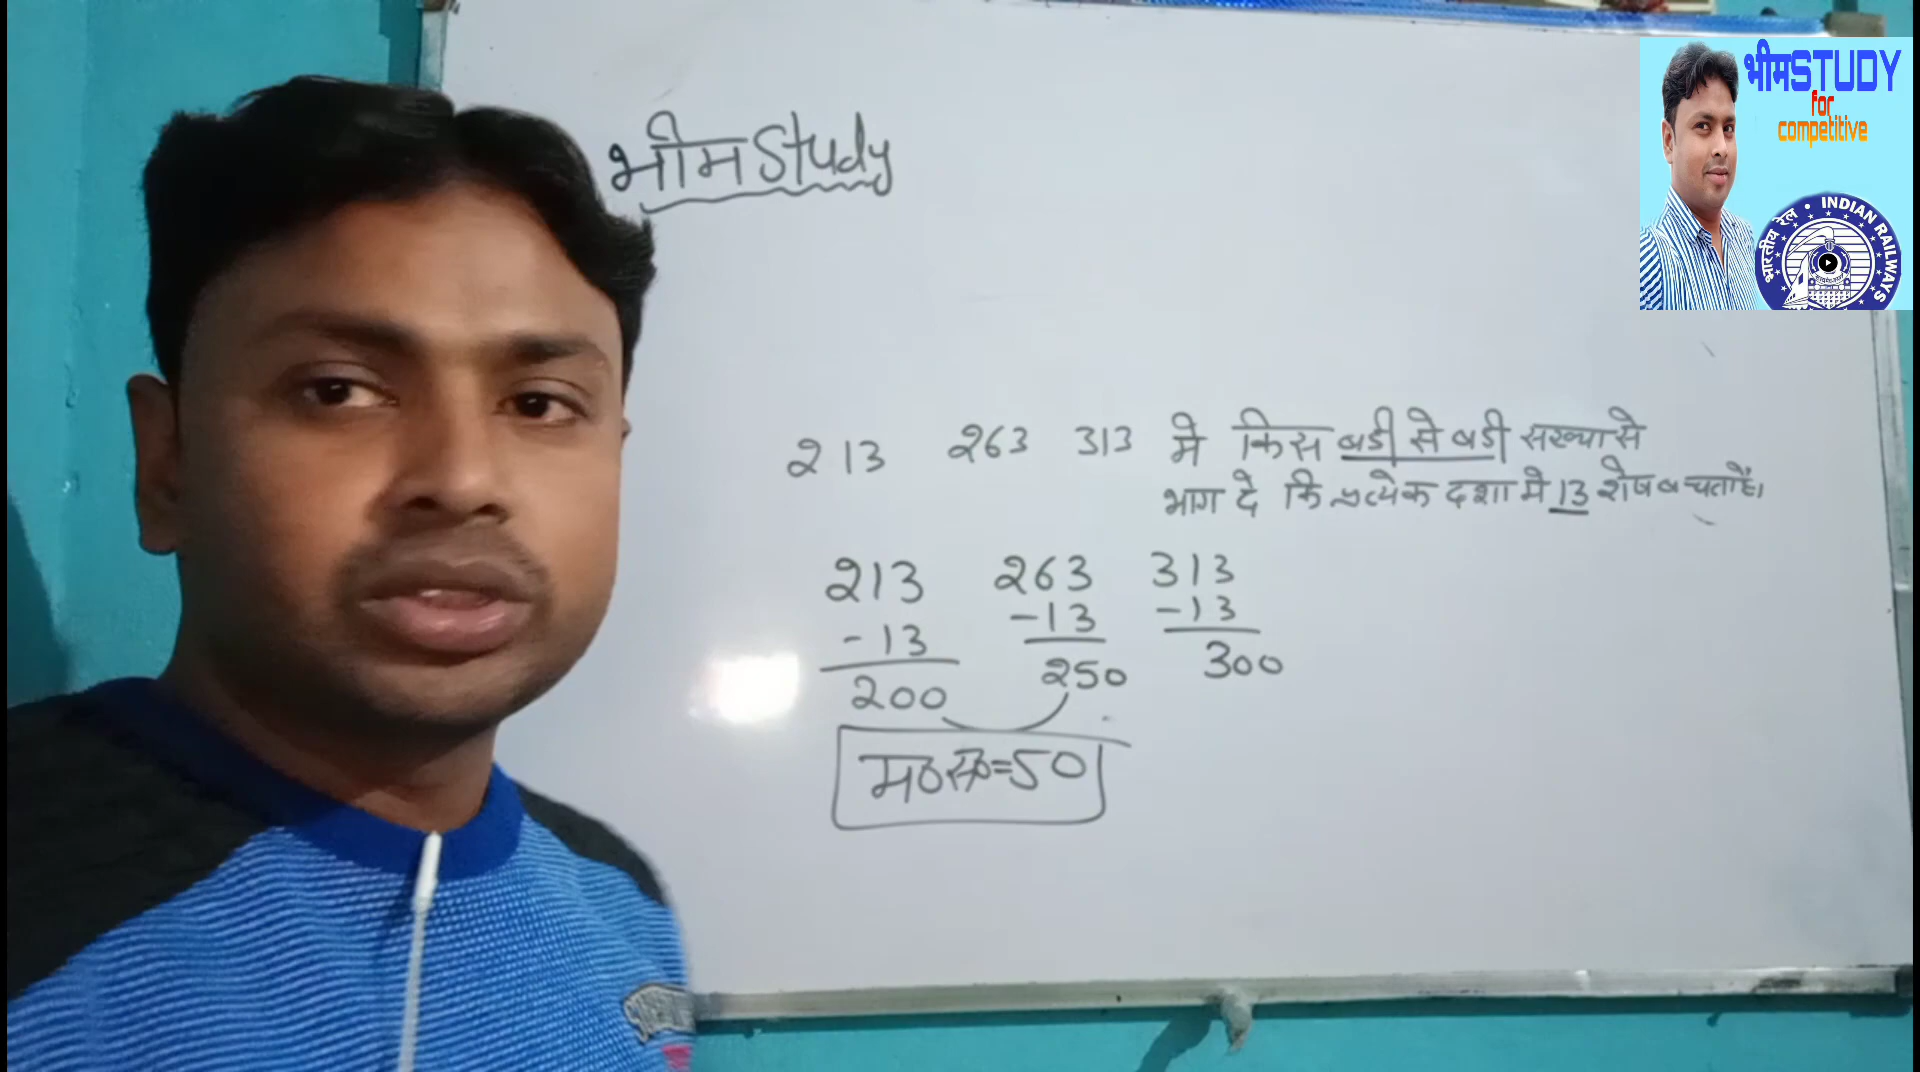 भीमStudy
भीमSTUDY
for
competitive
भारतीय रेल • INDIAN RAILWAYS
213 263 313 मे किस बडी से बडी सख्या से
भाग दे कि प्रत्येक दशा मे 13 शेष बचता है।
213 263 313
-13 -13 -13
200 250 300
म०स०=50